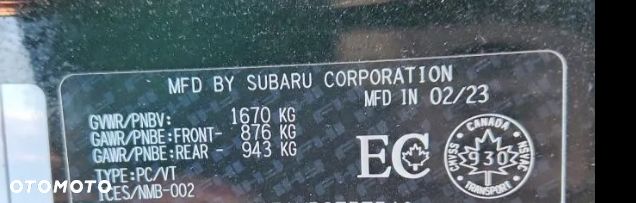 MFD BY SUBARU CORPORATION
MFD IN 02/23
GVWR/PNBV: 1670 KG
GAWR/PNBE:FRONT- 876 KG
GAWR/PNBE:REAR - 943 KG
TYPE:PC/VT
ICES/NMB-002
EC
CANADA
CMVSS
930
NSVAC
TRANSPORT
OTOMOTO